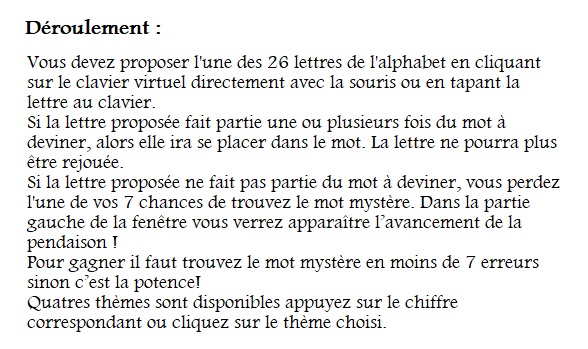 Déroulement :
Vous devez proposer l'une des 26 lettres de l'alphabet en cliquant
sur le clavier virtuel directement avec la souris ou en tapant la
lettre au clavier.
Si la lettre proposée fait partie une ou plusieurs fois du mot à
deviner, alors elle ira se placer dans le mot. La lettre ne pourra plus
être rejouée.
Si la lettre proposée ne fait pas partie du mot à deviner, vous perdez
l'une de vos 7 chances de trouvez le mot mystère. Dans la partie
gauche de la fenêtre vous verrez apparaître l’avancement de la
pendaison !
Pour gagner il faut trouvez le mot mystère en moins de 7 erreurs
sinon c’est la potence!
Quatres thèmes sont disponibles appuyez sur le chiffre
correspondant ou cliquez sur le thème choisi.